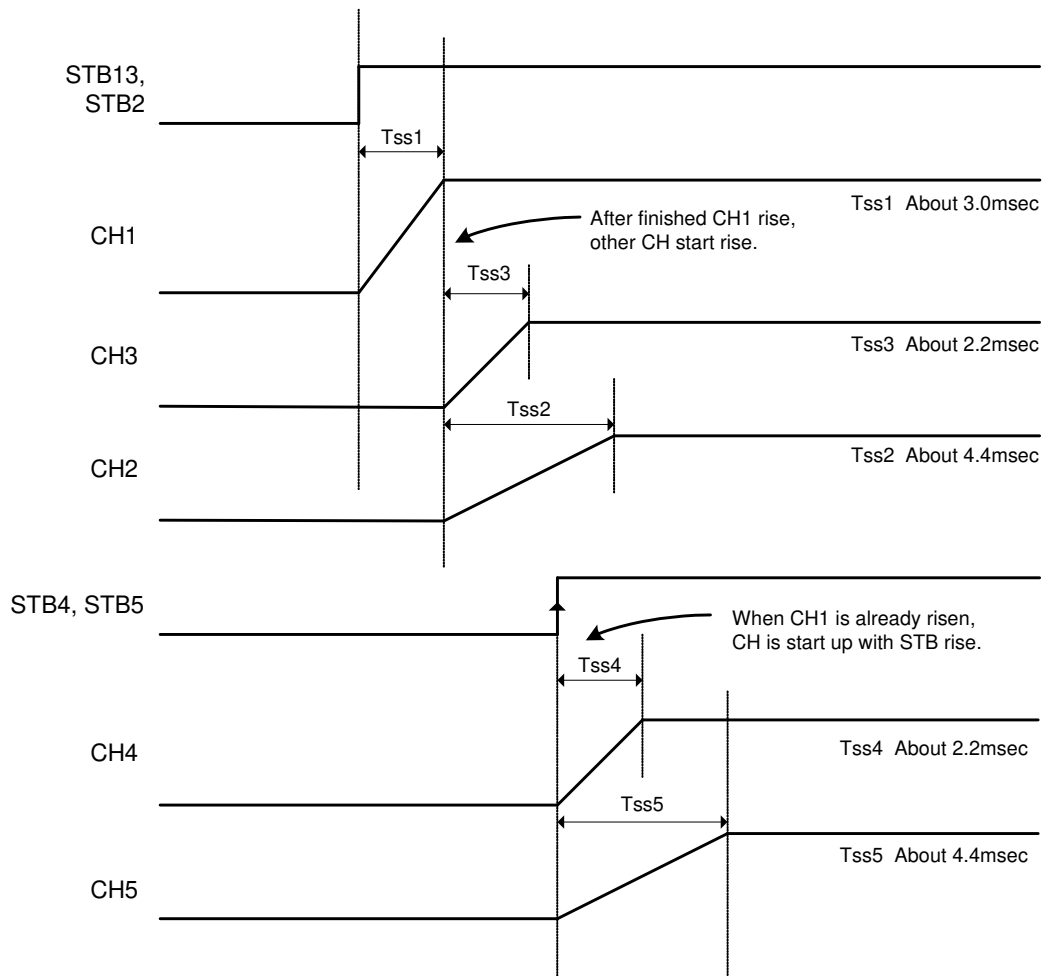 STB13,
STB2
Tss1
CH1
Tss1 About 3.0msec
After finished CH1 rise,
other CH start rise.
Tss3
CH3
Tss3 About 2.2msec
Tss2
CH2
Tss2 About 4.4msec
STB4, STB5
When CH1 is already risen,
CH is start up with STB rise.
Tss4
CH4
Tss4 About 2.2msec
Tss5
CH5
Tss5 About 4.4msec